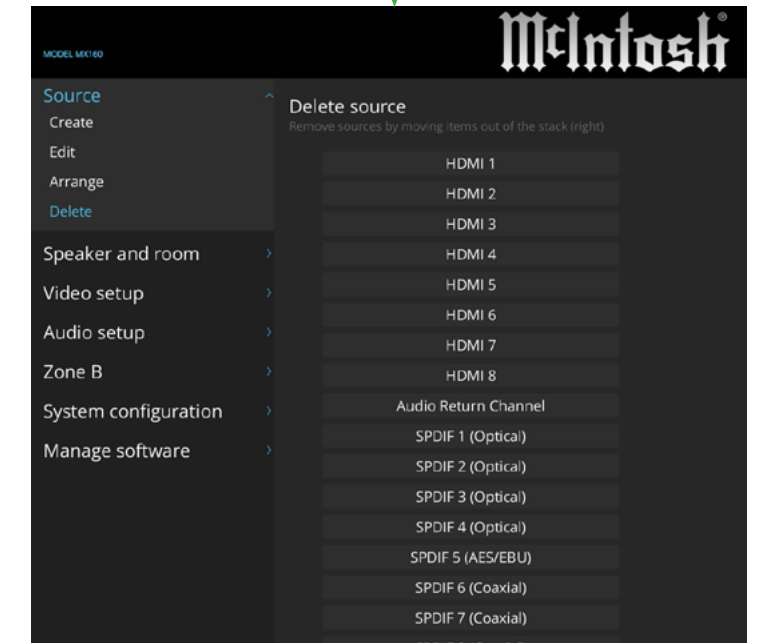 MODEL MX160
McIntosh®
Source
Create
Edit
Arrange
Delete
Speaker and room
Video setup
Audio setup
Zone B
System configuration
Manage software
Delete source
Remove sources by moving items out of the stack (right)
HDMI 1
HDMI 2
HDMI 3
HDMI 4
HDMI 5
HDMI 6
HDMI 7
HDMI 8
Audio Return Channel
SPDIF 1 (Optical)
SPDIF 2 (Optical)
SPDIF 3 (Optical)
SPDIF 4 (Optical)
SPDIF 5 (AES/EBU)
SPDIF 6 (Coaxial)
SPDIF 7 (Coaxial)